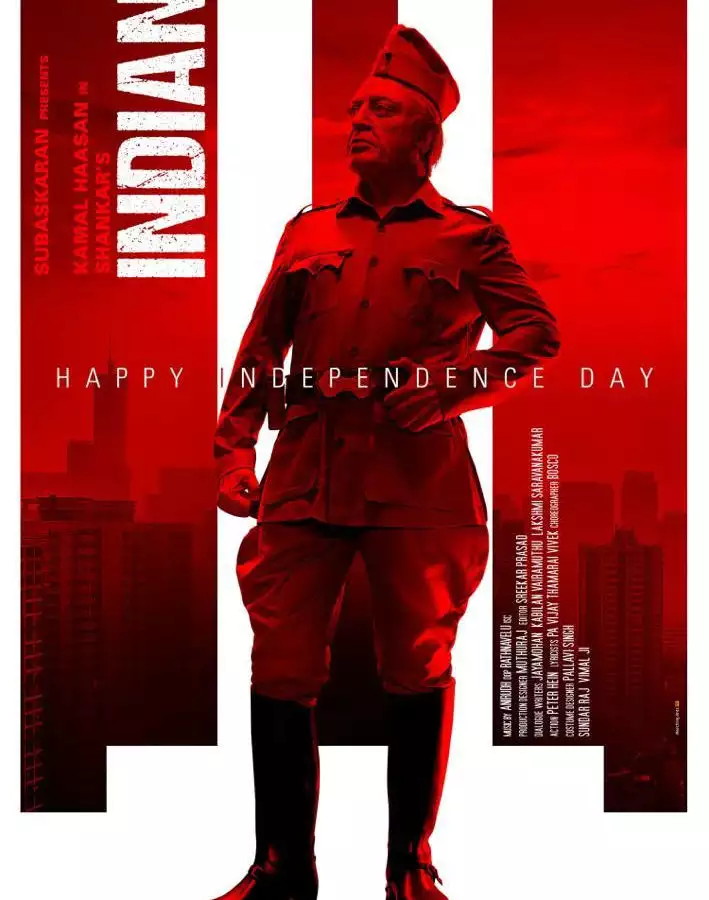 SUBASKARAN PRESENTS
KAMAL HAASAN IN
SHANKAR'S
INDIAN
HAPPY INDEPENDENCE DAY
MUSIC BY ANIRUDH DOP RATHNAVELU ISC
PRODUCTION DESIGNER MUTHURAJ EDITOR SREEKAR PRASAD
DIALOGUE WRITERS JAYAMOHAN KABILAN VAIRAMUTHU LAKSHMI SARAVANAKUMAR
ACTION PETER HEIN LYRICISTS PA VIJAY THAMARAI VIVEK CHOREOGRAPHER BOSCO
COSTUME DESIGNER PALLAVI SINGH
SUNDAR RAJ VIMAL JI